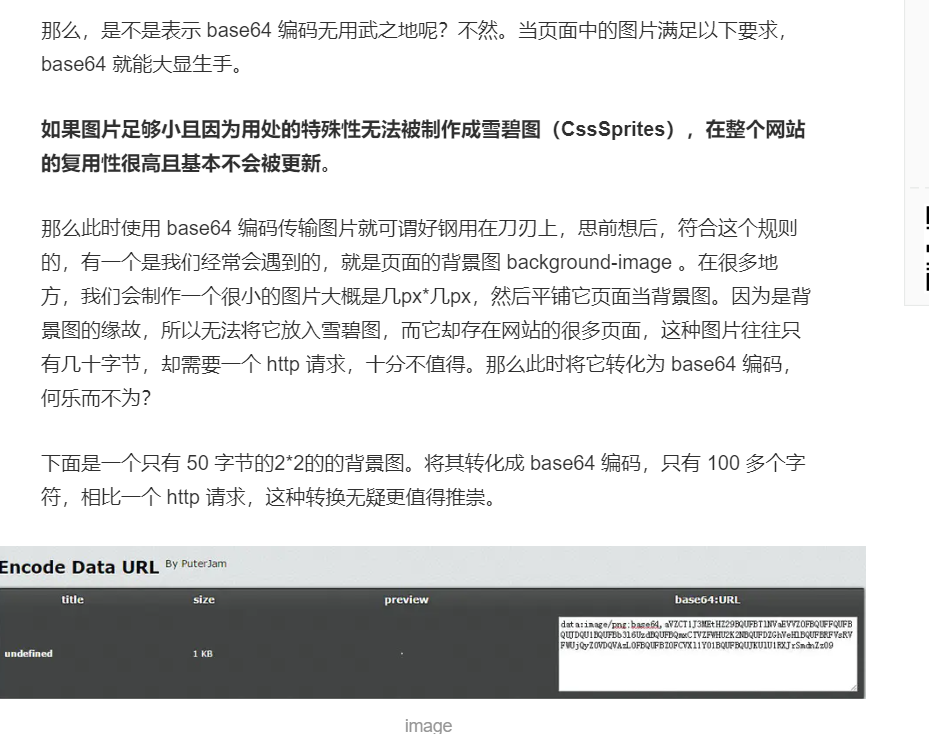 那么，是不是表示 base64 编码无用武之地呢？不然。当页面中的图片满足以下要求，
base64 就能大显生手。
如果图片足够小且因为用处的特殊性无法被制作成雪碧图（CssSprites），在整个网站
的复用性很高且基本不会被更新。
那么此时使用 base64 编码传输图片就可谓好钢用在刀刃上，思前想后，符合这个规则
的，有一个是我们经常会遇到的，就是页面的背景图 background-image 。在很多地
方，我们会制作一个很小的图片大概是几px*几px，然后平铺它页面当背景图。因为是背
景图的缘故，所以无法将它放入雪碧图，而它却存在网站的很多页面，这种图片往往只
有几十字节，却需要一个 http 请求，十分不值得。那么此时将它转化为 base64 编码，
何乐而不为？
下面是一个只有 50 字节的2*2的的背景图。将其转化成 base64 编码，只有 100 多个字
符，相比一个 http 请求，这种转换无疑更值得推崇。
Encode Data URL By PuterJam
title size preview base64:URL
data:image/png;base64,
undefined 1 KB
image